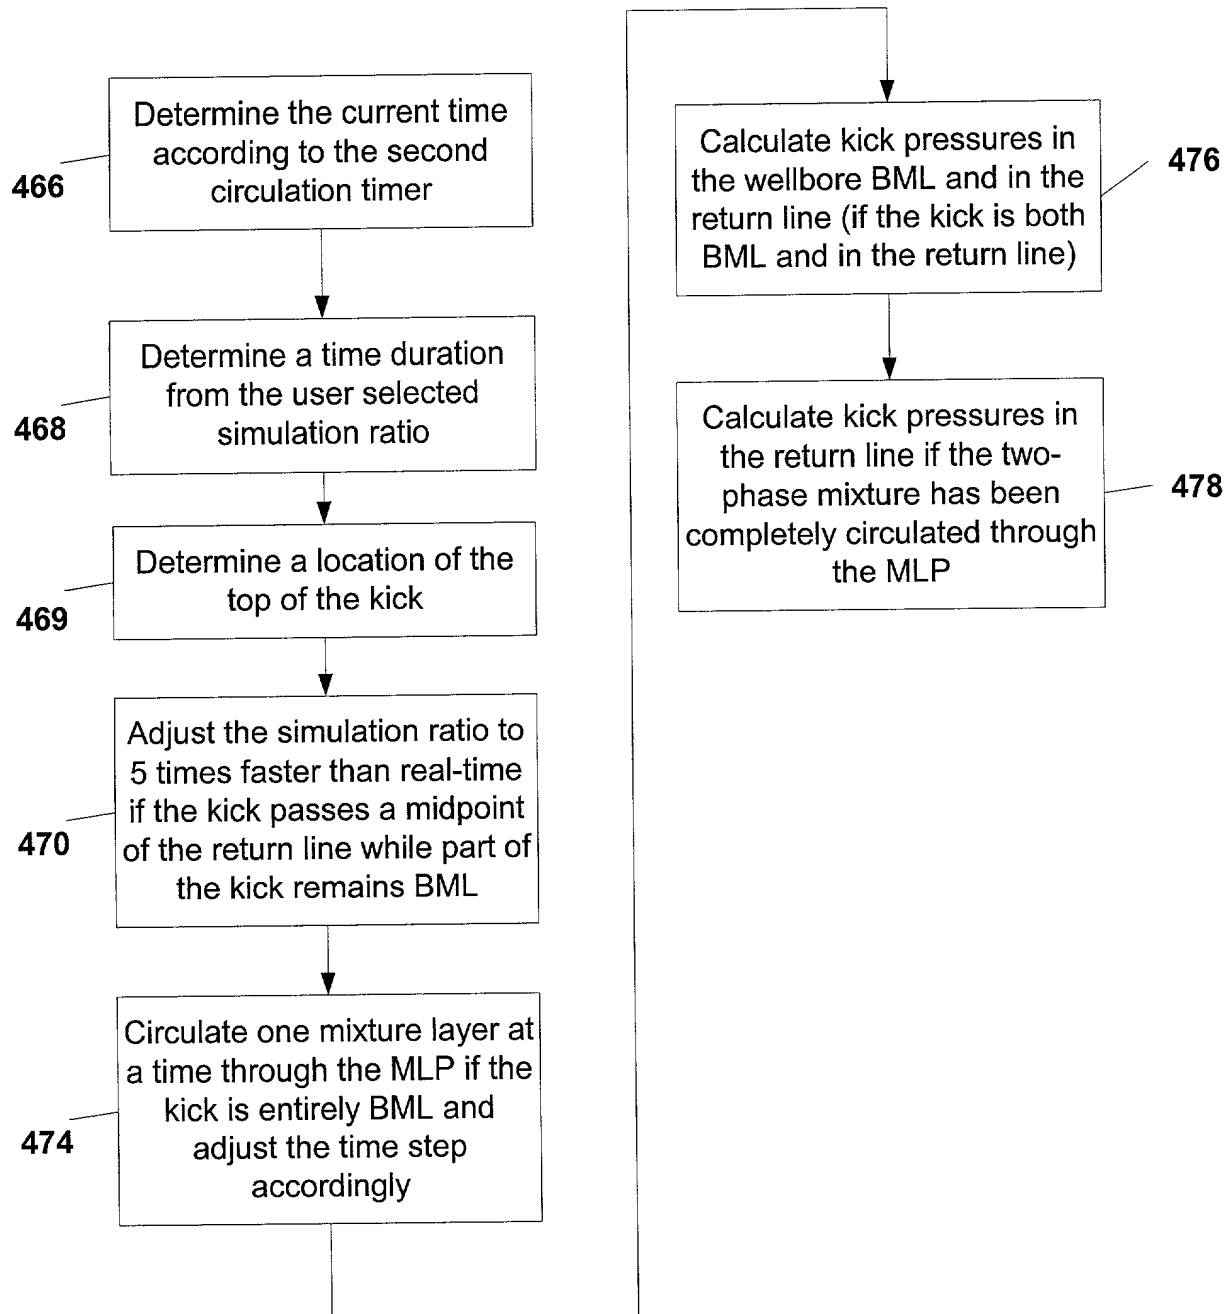 Determine the current time
according to the second
circulation timer
466
Determine a time duration
from the user selected
simulation ratio
468
Determine a location of the
top of the kick
469
Adjust the simulation ratio to
5 times faster than real-time
if the kick passes a midpoint
of the return line while part of
the kick remains BML
470
Circulate one mixture layer at
a time through the MLP if the
kick is entirely BML and
adjust the time step
accordingly
474
Calculate kick pressures in
the wellbore BML and in the
return line (if the kick is both
BML and in the return line)
476
Calculate kick pressures in
the return line if the two-
phase mixture has been
completely circulated through
the MLP
478